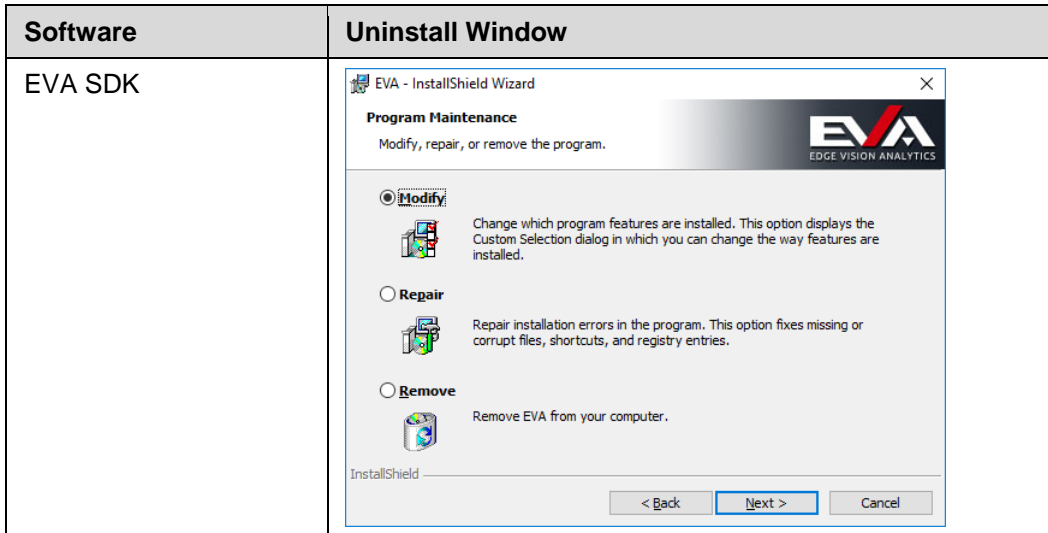 Software
Uninstall Window
EVA SDK
EVA - InstallShield Wizard
Program Maintenance
Modify, repair, or remove the program.
EVA
EDGE VISION ANALYTICS
Modify
Change which program features are installed. This option displays the
Custom Selection dialog in which you can change the way features are
installed.
Repair
Repair installation errors in the program. This option fixes missing or
corrupt files, shortcuts, and registry entries.
Remove
Remove EVA from your computer.
InstallShield
< Back
Next >
Cancel